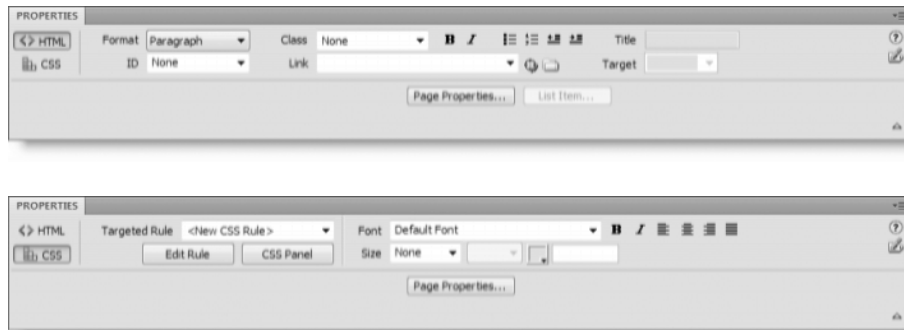 PROPERTIES
<> HTML Format Paragraph Class None B I Title
CSS ID None Link Target
Page Properties... List Item...
PROPERTIES
<> HTML Targeted Rule <New CSS Rule> Font Default Font B I
CSS Edit Rule CSS Panel Size None
Page Properties...